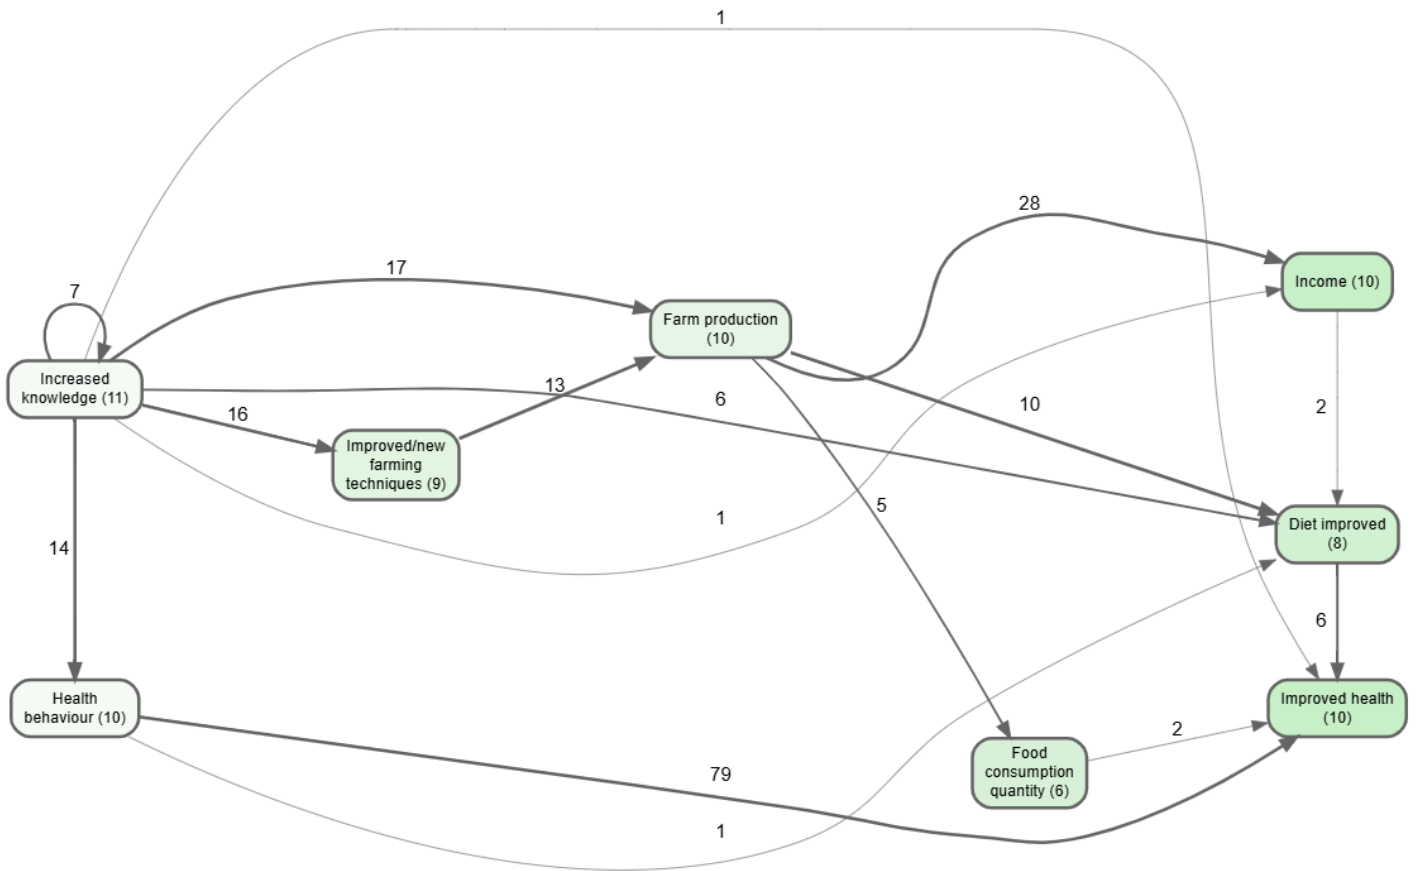 1
28
17
Income (10)
7
Farm production
(10)
Increased
knowledge (11)
13
6
10
2
16
Improved/new
farming
techniques (9)
5
1
Diet improved
(8)
14
6
Health
behaviour (10)
Improved health
(10)
2
Food
consumption
quantity (6)
79
1